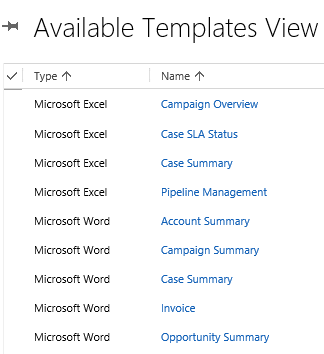 Available Templates View
Type Name
Microsoft Excel Campaign Overview
Microsoft Excel Case SLA Status
Microsoft Excel Case Summary
Microsoft Excel Pipeline Management
Microsoft Word Account Summary
Microsoft Word Campaign Summary
Microsoft Word Case Summary
Microsoft Word Invoice
Microsoft Word Opportunity Summary